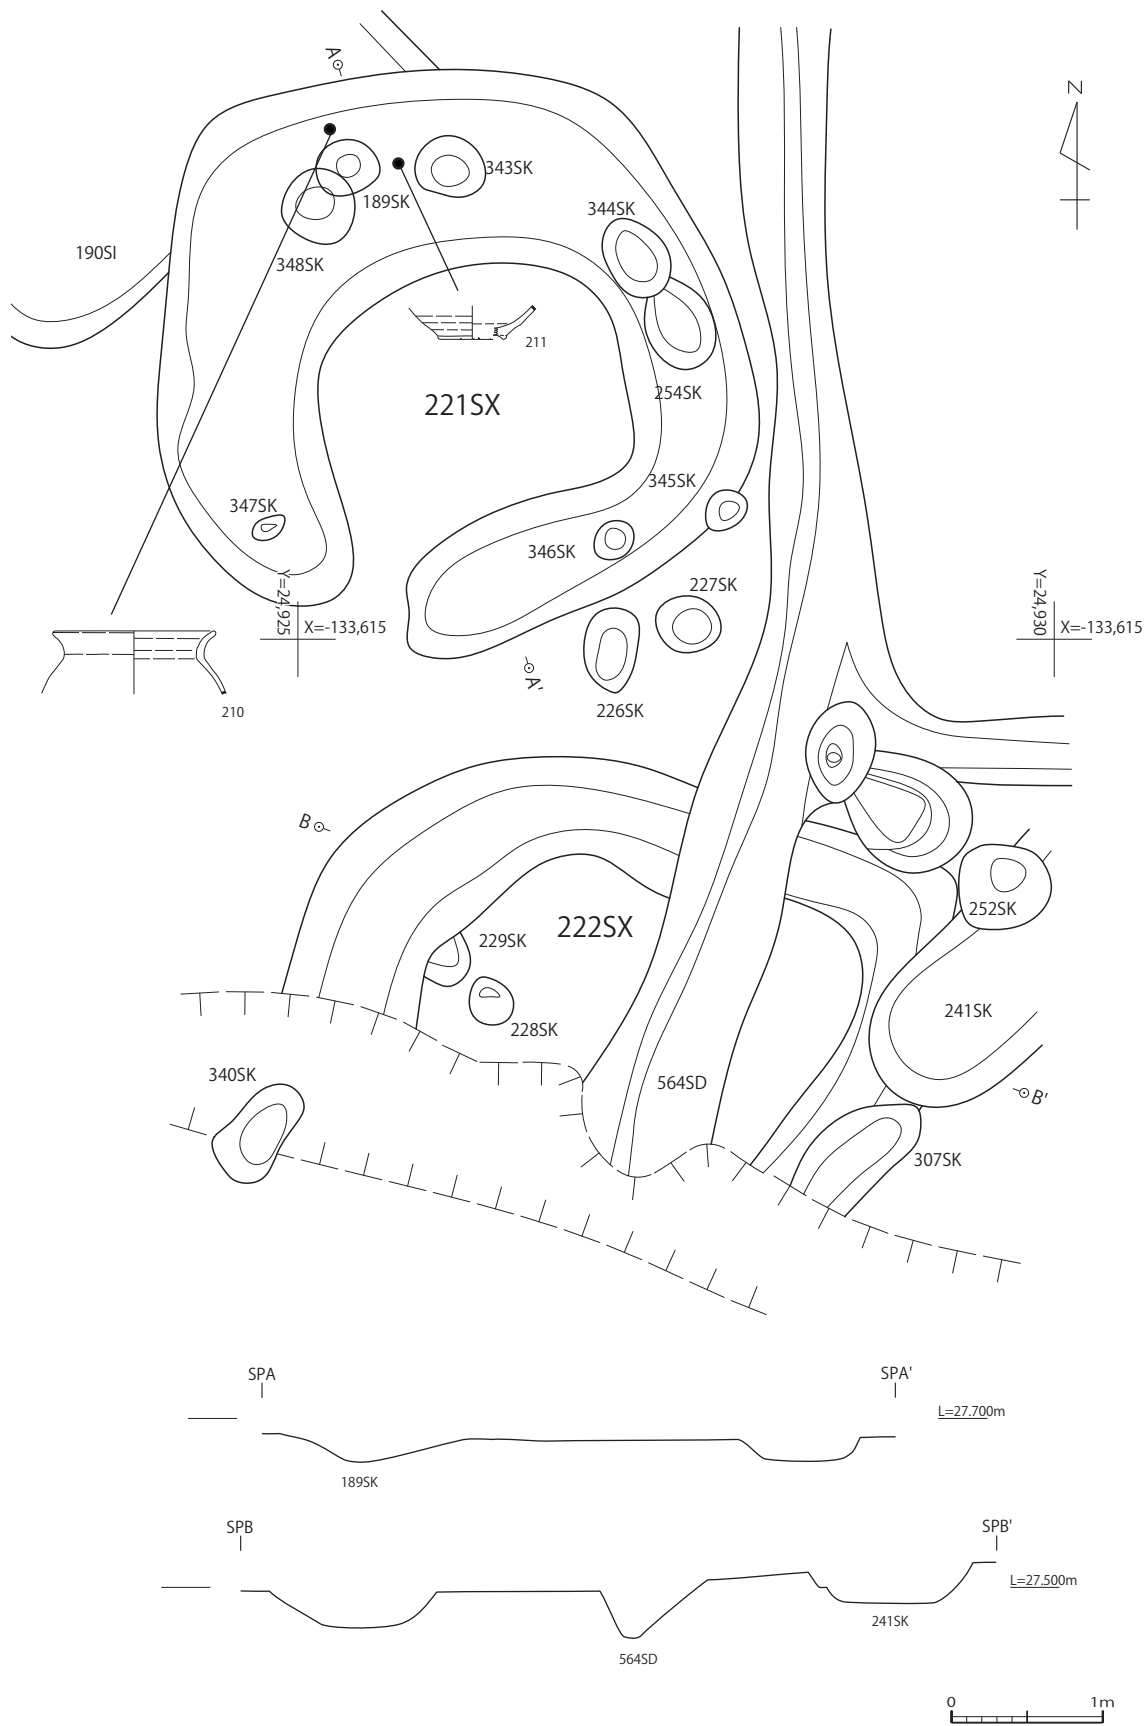 A
N
343SK
189SK
344SK
190SI
348SK
211
254SK
221SX
345SK
347SK
346SK
227SK
Y=24,925
X=-133,615
Y=24,930
X=-133,615
A'
226SK
210
B
252SK
229SK
222SX
241SK
228SK
340SK
564SD
B'
307SK
SPA
SPA'
L=27.700m
189SK
SPB
SPB'
L=27.500m
241SK
564SD
0 1m